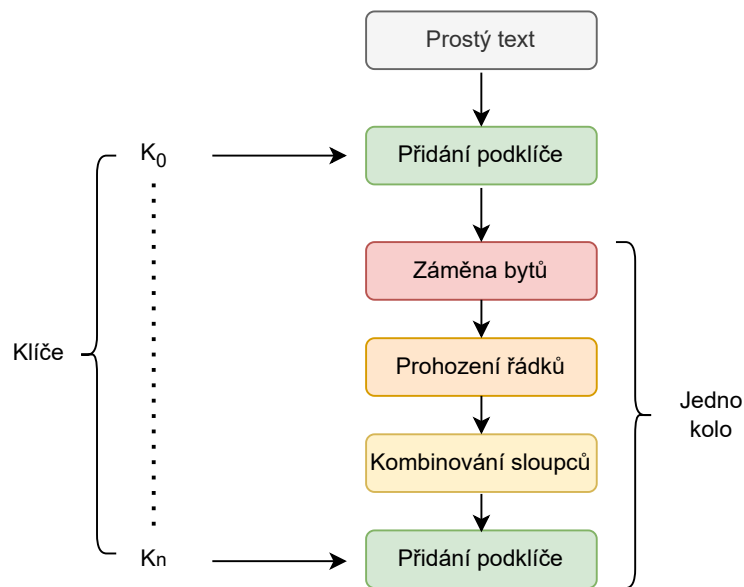 Prostý text
K₀
Přidání podklíče
Záměna bytů
Klíče
Prohození řádků
Jedno
kolo
Kombinování sloupců
Kn
Přidání podklíče